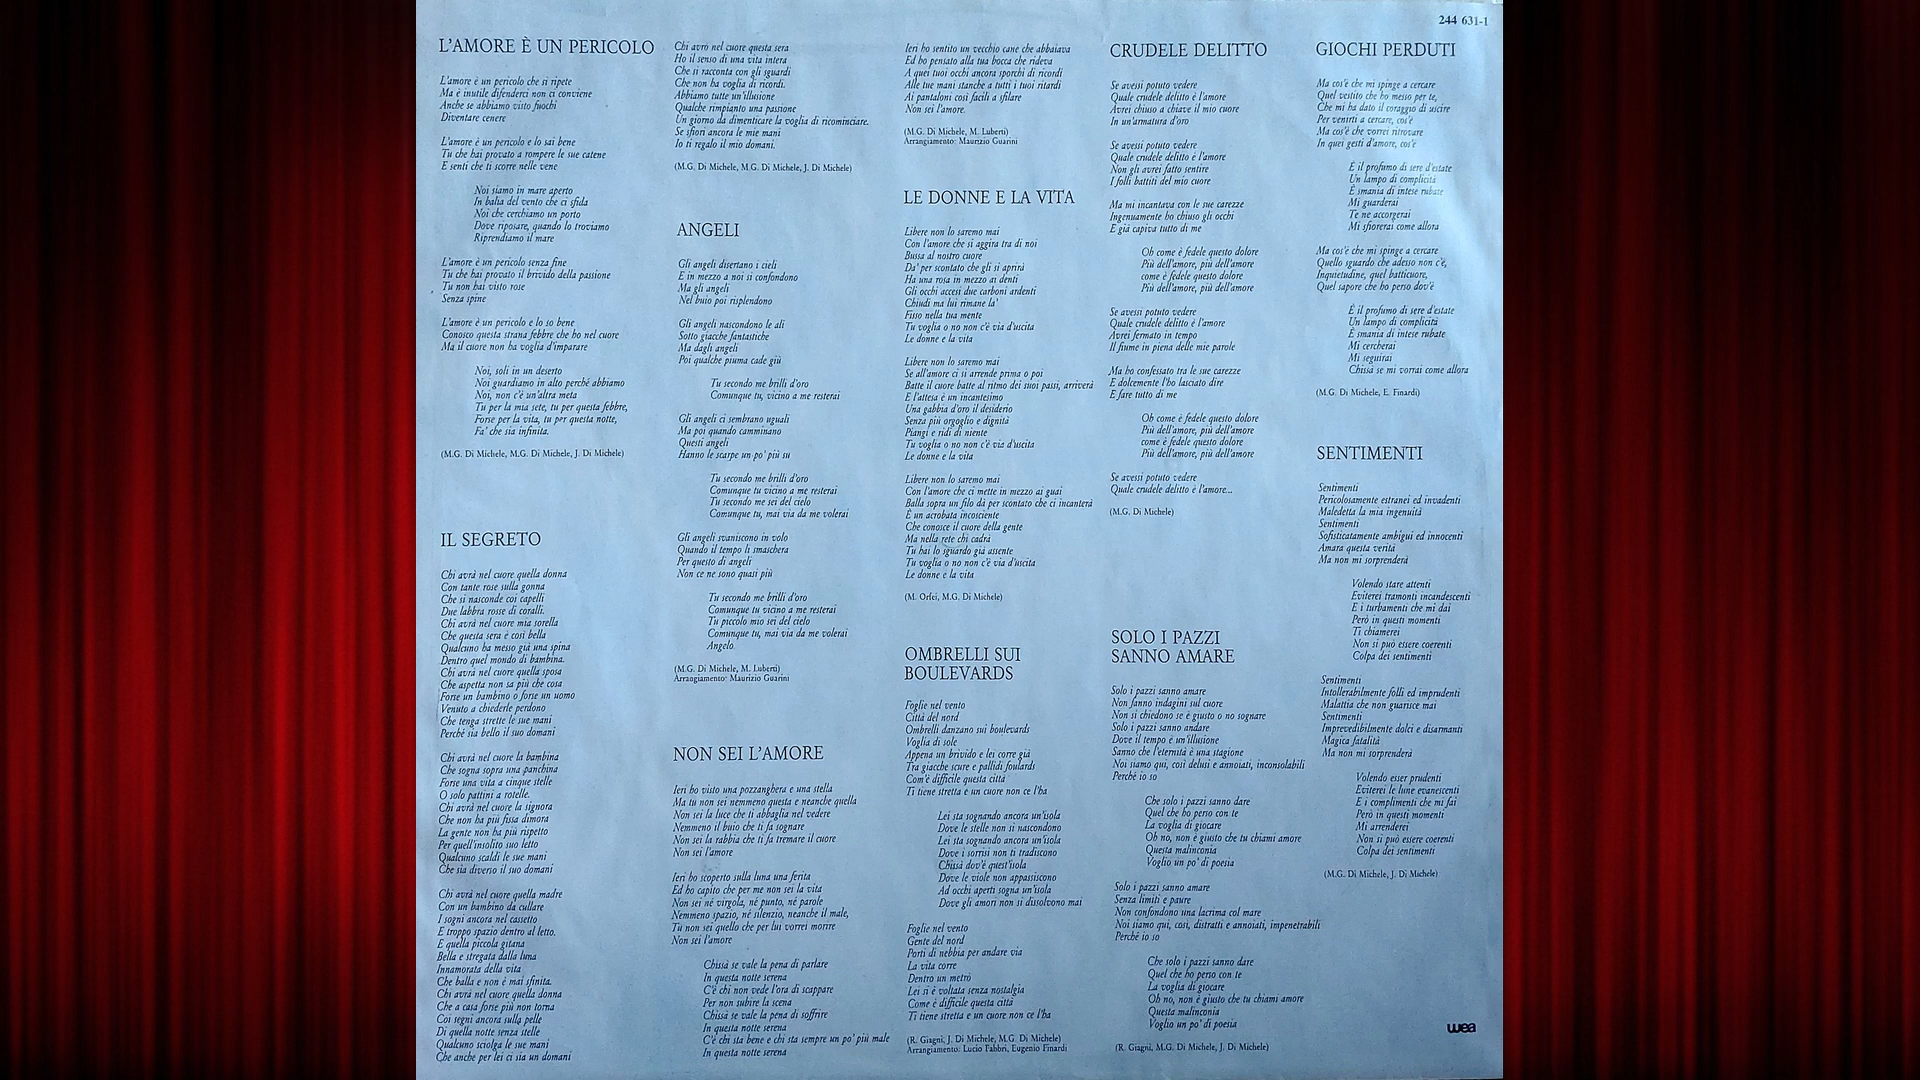 244 631-1
L'AMORE È UN PERICOLO
L'amore è un pericolo che si ripete
Ma è inutile difenderci non ci conviene
Anche se abbiamo visto fuochi
Diventare cenere
L'amore è un pericolo e lo sai bene
Tu che hai provato a rompere le sue catene
E senti che ti scorre nelle vene
Noi siamo in mare aperto
In balia del vento che ci sfida
Noi che cerchiamo un porto
Dove riposare, quando lo troviamo
Riprendiamo il mare
L'amore è un pericolo senza fine
Tu che hai provato il brivido della passione
Tu non hai visto rose
Senza spine
L'amore è un pericolo e lo so bene
Conosco questa strana febbre che ho nel cuore
Ma il cuore non ha voglia d'imparare
Noi, soli in un deserto
Noi guardiamo in alto perché abbiamo
Noi, non c'è un'altra meta
Tu per la mia sete, tu per questa febbre,
Forse per la vita, tu per questa notte,
Fa' che sia infinita.
(M.G. Di Michele, M.G. Di Michele, J. Di Michele)
IL SEGRETO
Chi avrà nel cuore quella donna
Con tante rose sulla gonna
Che si nasconde coi capelli
Due labbra rosse di coralli.
Chi avrà nel cuore mia sorella
Che questa sera è così bella
Qualcuno ha messo già una spina
Dentro quel mondo di bambina.
Chi avrà nel cuore quella sposa
Che aspetta non sa più che cosa
Forse un bambino o forse un uomo
Venuto a chiederle perdono
Che tenga strette le sue mani
Perché sia bello il suo domani
Chi avrà nel cuore la bambina
Che sogna sopra una panchina
Forse una vita a cinque stelle
O solo pattini a rotelle.
Chi avrà nel cuore la signora
Che non ha più fissa dimora
La gente non ha più rispetto
Per quell'insolito suo letto
Qualcuno scaldi le sue mani
Che sia diverso il suo domani
Chi avrà nel cuore quella madre
Con un bambino da cullare
I sogni ancora nel cassetto
E troppo spazio dentro al letto.
E quella piccola gitana
Bella e stregata dalla luna
Innamorata della vita
Che balla e non è mai sfinita.
Chi avrà nel cuore quella donna
Che a casa forse più non torna
Coi segni ancora sulla pelle
Di quella notte senza stelle
Qualcuno sciolga le sue mani
Che anche per lei ci sia un domani
Chi avrò nel cuore questa sera
Ho il senso di una vita intera
Che si racconta con gli sguardi
Che non ha voglia di ricordi.
Abbiamo tutte un'illusione
Qualche rimpianto una passione
Un giorno da dimenticare la voglia di ricominciare.
Se sfiori ancora le mie mani
Io ti regalo il mio domani.
(M.G. Di Michele, M.G. Di Michele, J. Di Michele)
ANGELI
Gli angeli disertano i cieli
E in mezzo a noi si confondono
Ma gli angeli
Nel buio poi risplendono
Gli angeli nascondono le ali
Sotto giacche fantastiche
Ma dagli angeli
Poi qualche piuma cade giù
Tu secondo me brilli d'oro
Comunque tu, vicino a me resterai
Gli angeli ci sembrano uguali
Ma poi quando camminano
Questi angeli
Hanno le scarpe un po' più su
Tu secondo me brilli d'oro
Comunque tu vicino a me resterai
Tu secondo me sei del cielo
Comunque tu, mai via da me volerai
Gli angeli svaniscono in volo
Quando il tempo li smaschera
Per questo di angeli
Non ce ne sono quasi più
Tu secondo me brilli d'oro
Comunque tu vicino a me resterai
Tu piccolo mio sei del cielo
Comunque tu, mai via da me volerai
Angelo.
(M.G. Di Michele, M. Luberti)
Arrangiamento: Maurizio Guarini
NON SEI L'AMORE
Ieri ho visto una pozzanghera e una stella
Ma tu non sei nemmeno questa e neanche quella
Non sei la luce che ti abbaglia nel vedere
Nemmeno il buio che ti fa sognare
Non sei la rabbia che ti fa tremare il cuore
Non sei l'amore
Ieri ho scoperto sulla luna una ferita
Ed ho capito che per me non sei la vita
Non sei né virgola, né punto, né parole
Nemmeno spazio, né silenzio, neanche il male,
Tu non sei quello che per lui vorrei morire
Non sei l'amore
Chissà se vale la pena di parlare
In questa notte serena
C'è chi non vede l'ora di scappare
Per non subire la scena
Chissà se vale la pena di soffrire
In questa notte serena
C'è chi sta bene e chi sta sempre un po' più male
In questa notte serena
Ieri ho sentito un vecchio cane che abbaiava
Ed ho pensato alla tua bocca che rideva
A quei tuoi occhi ancora sporchi di ricordi
Alle tue mani stanche a tutti i tuoi ritardi
Ai pantaloni così facili a sfilare
Non sei l'amore.
(M.G. Di Michele, M. Luberti)
Arrangiamento: Maurizio Guarini
LE DONNE E LA VITA
Libere non lo saremo mai
Con l'amore che si aggira tra di noi
Bussa al nostro cuore
Da' per scontato che gli si aprirà
Ha una rosa in mezzo ai denti
Gli occhi accesi due carboni ardenti
Chiudi ma lui rimane la'
Fisso nella tua mente
Tu voglia o no non c'è via d'uscita
Le donne e la vita
Libere non lo saremo mai
Se all'amore ci si arrende prima o poi
Batte il cuore batte al ritmo dei suoi passi, arriverà
E l'attesa è un incantesimo
Una gabbia d'oro il desiderio
Senza più orgoglio e dignità
Piangi e ridi di niente
Tu voglia o no non c'è via d'uscita
Le donne e la vita
Libere non lo saremo mai
Con l'amore che ci mette in mezzo ai guai
Balla sopra un filo dà per scontato che ci incanterà
È un acrobata incosciente
Che conosce il cuore della gente
Ma nella rete chi cadrà
Tu hai lo sguardo già assente
Tu voglia o no non c'è via d'uscita
Le donne e la vita
(M. Orfei, M.G. Di Michele)
OMBRELLI SUI
BOULEVARDS
Foglie nel vento
Città del nord
Ombrelli danzano sui boulevards
Voglia di sole
Appena un brivido e lei corre già
Tra giacche scure e pallidi foulards
Com'è difficile questa città
Ti tiene stretta e un cuore non ce l'ha
Lei sta sognando ancora un'isola
Dove le stelle non si nascondono
Lei sta sognando ancora un'isola
Dove i sorrisi non ti tradiscono
Chissà dov'è quest'isola
Dove le viole non appassiscono
Ad occhi aperti sogna un'isola
Dove gli amori non si dissolvono mai
Foglie nel vento
Gente del nord
Porti di nebbia per andare via
La vita corre
Dentro un metrò
Lei si è voltata senza nostalgia
Come è difficile questa città
Ti tiene stretta e un cuore non ce l'ha
(R. Giagni, J. Di Michele, M.G. Di Michele)
Arrangiamento: Lucio Fabbri, Eugenio Finardi
CRUDELE DELITTO
Se avessi potuto vedere
Quale crudele delitto è l'amore
Avrei chiuso a chiave il mio cuore
In un'armatura d'oro
Se avessi potuto vedere
Quale crudele delitto è l'amore
Non gli avrei fatto sentire
I folli battiti del mio cuore
Ma mi incantava con le sue carezze
Ingenuamente ho chiuso gli occhi
E già capiva tutto di me
Oh come è fedele questo dolore
Più dell'amore, più dell'amore
come è fedele questo dolore
Più dell'amore, più dell'amore
Se avessi potuto vedere
Quale crudele delitto è l'amore
Avrei fermato in tempo
Il fiume in piena delle mie parole
Ma ho confessato tra le sue carezze
E dolcemente l'ho lasciato dire
E fare tutto di me
Oh come è fedele questo dolore
Più dell'amore, più dell'amore
come è fedele questo dolore
Più dell'amore, più dell'amore
Se avessi potuto vedere
Quale crudele delitto è l'amore...
(M.G. Di Michele)
SOLO I PAZZI
SANNO AMARE
Solo i pazzi sanno amare
Non fanno indagini sul cuore
Non si chiedono se è giusto o no sognare
Solo i pazzi sanno andare
Dove il tempo è un'illusione
Sanno che l'eternità è una stagione
Noi siamo qui, così delusi e annoiati, inconsolabili
Perché io so
Che solo i pazzi sanno dare
Quel che ho perso con te
La voglia di giocare
Oh no, non è giusto che tu chiami amore
Questa malinconia
Voglio un po' di poesia
Solo i pazzi sanno amare
Senza limiti e paure
Non confondono una lacrima col mare
Noi siamo qui, così, distratti e annoiati, impenetrabili
Perché io so
Che solo i pazzi sanno dare
Quel che ho perso con te
La voglia di giocare
Oh no, non è giusto che tu chiami amore
Questa malinconia
Voglio un po' di poesia
(R. Giagni, M.G. Di Michele, J. Di Michele)
GIOCHI PERDUTI
Ma cos'è che mi spinge a cercare
Quel vestito che ho messo per te,
Che mi ha dato il coraggio di uscire
Per venirti a cercare, cos'è
Ma cos'è che vorrei ritrovare
In quei gesti d'amore, cos'è
È il profumo di sere d'estate
Un lampo di complicità
È smania di intese rubate
Mi guarderai
Te ne accorgerai
Mi sfiorerai come allora
Ma cos'è che mi spinge a cercare
Quello sguardo che adesso non c'è,
Inquietudine, quel batticuore,
Quel sapore che ho perso dov'è
È il profumo di sere d'estate
Un lampo di complicità
È smania di intese rubate
Mi cercherai
Mi seguirai
Chissà se mi vorrai come allora
(M.G. Di Michele, E. Finardi)
SENTIMENTI
Sentimenti
Pericolosamente estranei ed invadenti
Maledetta la mia ingenuità
Sentimenti
Sofisticatamente ambigui ed innocenti
Amara questa verità
Ma non mi sorprenderà
Volendo stare attenti
Eviterei tramonti incandescenti
E i turbamenti che mi dai
Però in questi momenti
Ti chiamerei
Non si può essere coerenti
Colpa dei sentimenti
Sentimenti
Intollerabilmente folli ed imprudenti
Malattia che non guarisce mai
Sentimenti
Imprevedibilmente dolci e disarmanti
Magica fatalità
Ma non mi sorprenderà
Volendo esser prudenti
Eviterei le lune evanescenti
E i complimenti che mi fai
Però in questi momenti
Mi arrenderei
Non si può essere coerenti
Colpa dei sentimenti
(M.G. Di Michele, J. Di Michele)
wea